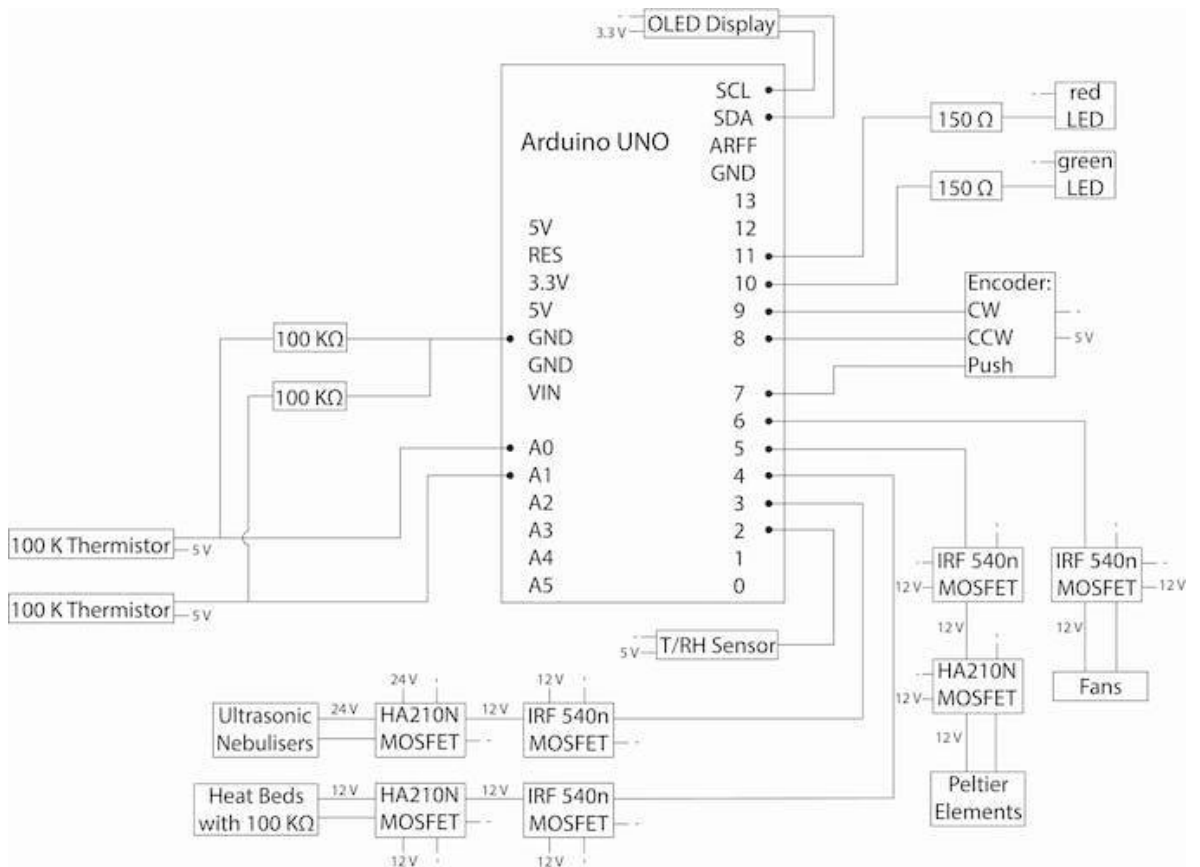 OLED Display
3.3 V
Arduino UNO
SCL
SDA
ARFF
GND
13
12
11
10
9
8
7
6
5
4
3
2
1
0
5V
RES
3.3V
5V
GND
GND
VIN
A0
A1
A2
A3
A4
A5
150 Ω
red
LED
150 Ω
green
LED
Encoder:
CW
CCW
Push
5 V
100 KΩ
100 KΩ
100 K Thermistor
5 V
100 K Thermistor
5 V
T/RH Sensor
5 V
IRF 540n
MOSFET
12 V
12 V
HA210N
MOSFET
12 V
12 V
Peltier
Elements
IRF 540n
MOSFET
12 V
12 V
Fans
Ultrasonic
Nebulisers
24 V
24 V
HA210N
MOSFET
12 V
12 V
IRF 540n
MOSFET
Heat Beds
with 100 KΩ
12 V
HA210N
MOSFET
12 V
12 V
IRF 540n
MOSFET
12 V